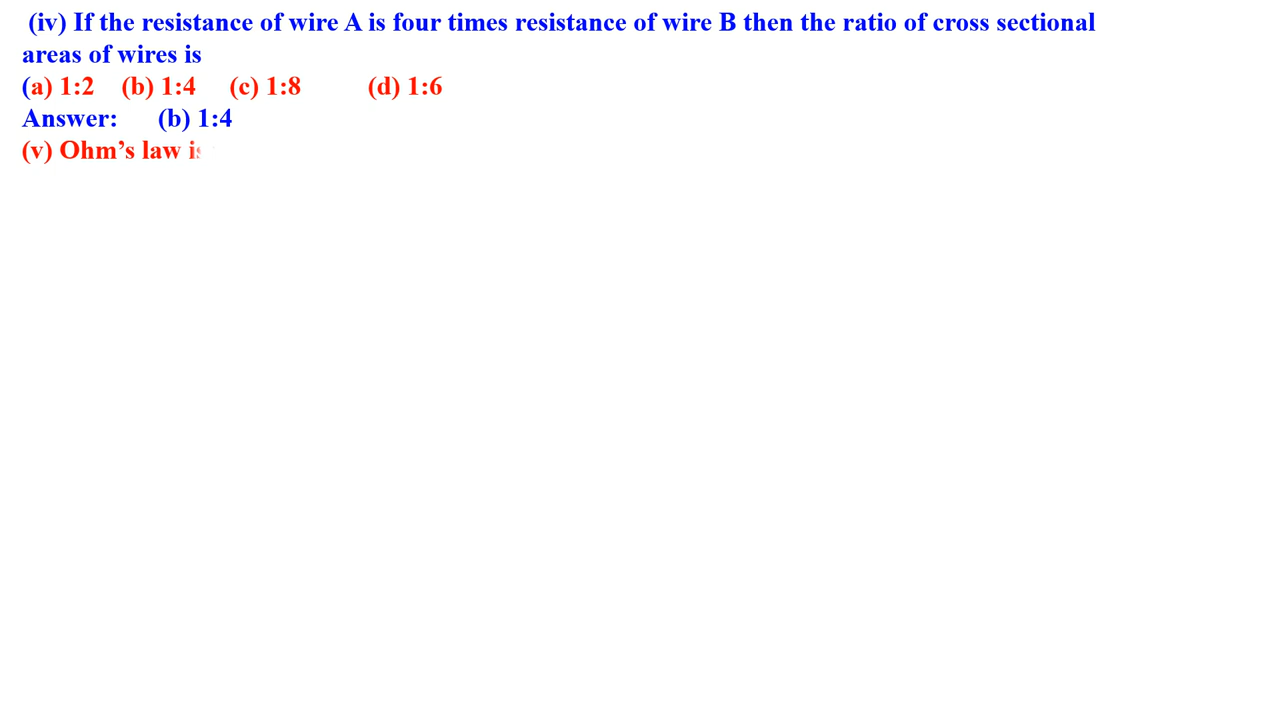 (iv) If the resistance of wire A is four times resistance of wire B then the ratio of cross sectional
areas of wires is
(a) 1:2 (b) 1:4 (c) 1:8 (d) 1:6
Answer: (b) 1:4
(v) Ohm’s law is